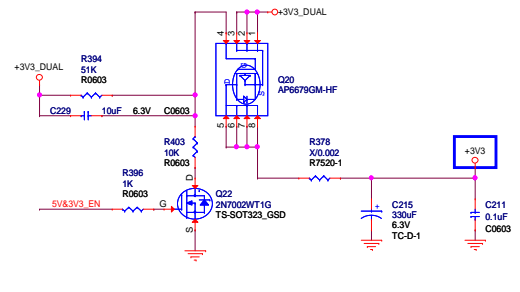 +3V3_DUAL
4
3
2
1
R394
51K
R0603
+3V3_DUAL
C229
10uF
6.3V
C0603
D
G
S
Q20
AP6679GM-HF
5
6
7
8
R403
10K
R0603
R378
X/0.002
R7520-1
+3V3
R396
1K
R0603
5V&3V3_EN
G
D
S
Q22
2N7002WT1G
TS-SOT323_GSD
+
C215
330uF
6.3V
TC-D-1
C211
0.1uF
C0603